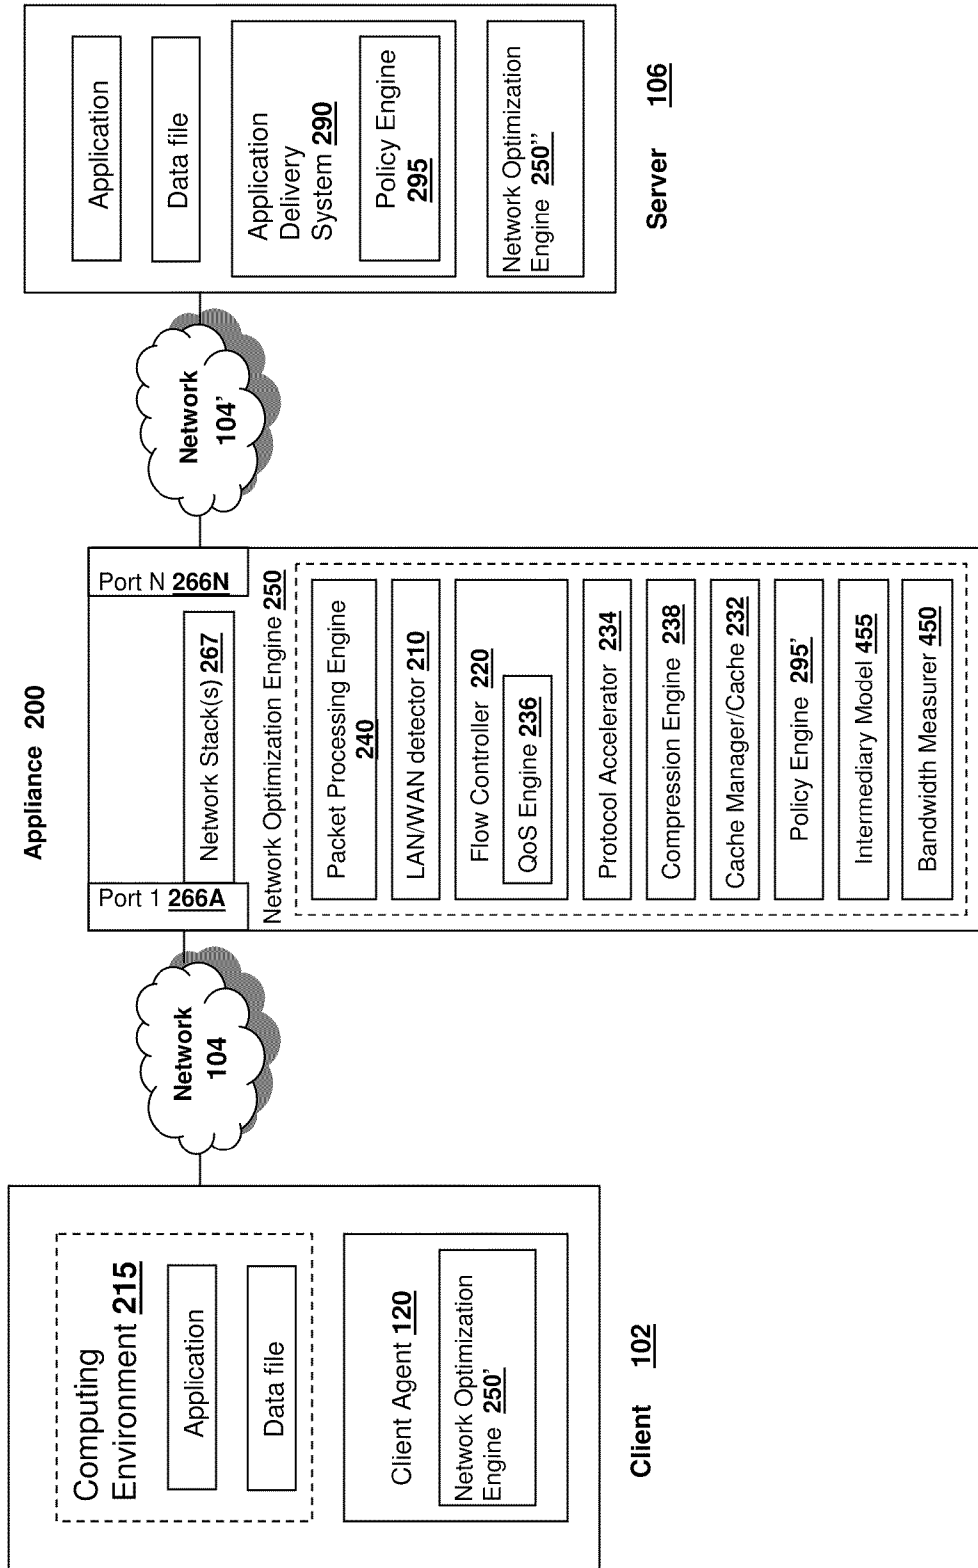 Computing
Environment 215
Application
Data file
Client Agent 120
Network Optimization
Engine 250'
Client 102
Network
104
Appliance 200
Port 1 266A
Port N 266N
Network Stack(s) 267
Network Optimization Engine 250
Packet Processing Engine
240
LAN/WAN detector 210
Flow Controller 220
QoS Engine 236
Protocol Accelerator 234
Compression Engine 238
Cache Manager/Cache 232
Policy Engine 295'
Intermediary Model 455
Bandwidth Measurer 450
Network
104'
Application
Data file
Application
Delivery
System 290
Policy Engine
295
Network Optimization
Engine 250''
Server 106